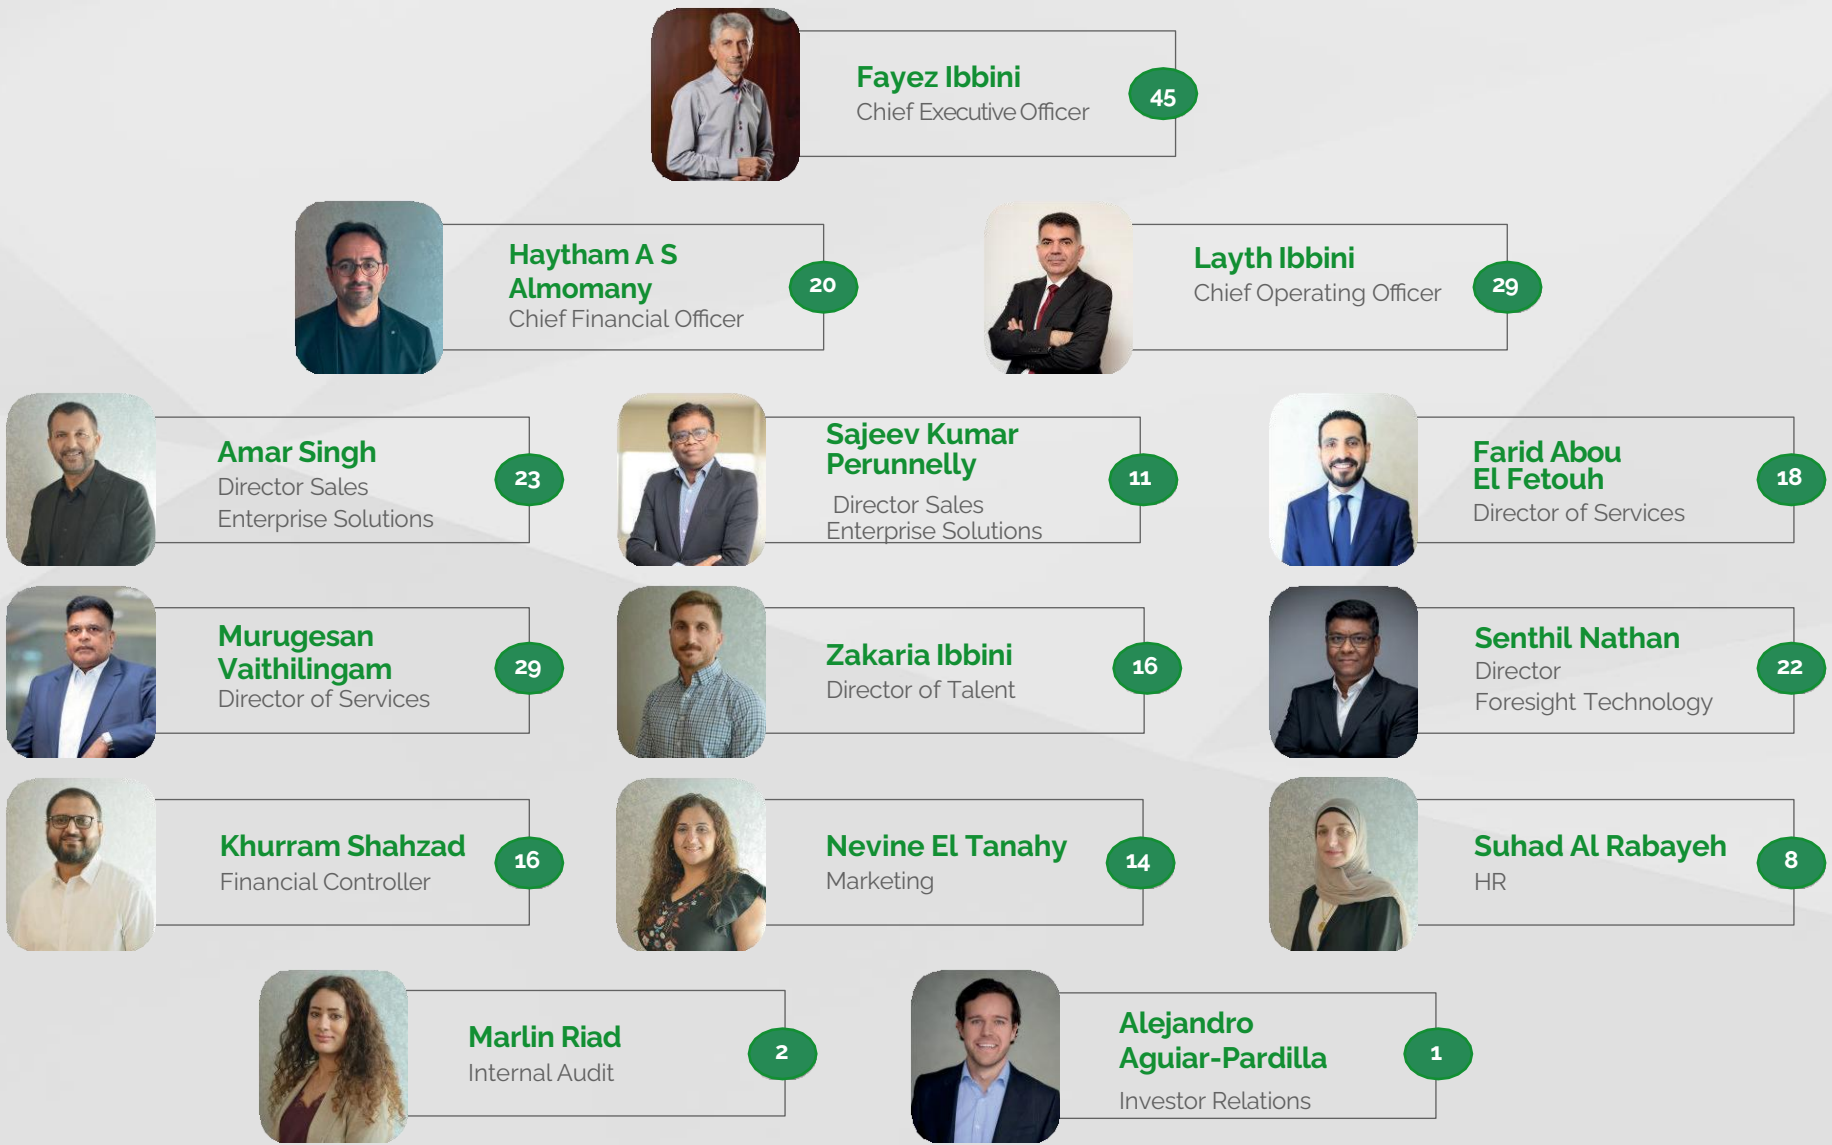 Fayez Ibbini
Chief Executive Officer
45
Haytham A S
Almomany
Chief Financial Officer
20
Layth Ibbini
Chief Operating Officer
29
Amar Singh
Director Sales
Enterprise Solutions
23
Sajeev Kumar
Perunnelly
Director Sales
Enterprise Solutions
11
Farid Abou
El Fetouh
Director of Services
18
Murugesan
Vaithilingam
Director of Services
29
Zakaria Ibbini
Director of Talent
16
Senthil Nathan
Director
Foresight Technology
22
Khurram Shahzad
Financial Controller
16
Nevine El Tanahy
Marketing
14
Suhad Al Rabayeh
HR
8
Marlin Riad
Internal Audit
2
Alejandro
Aguiar-Pardilla
Investor Relations
1